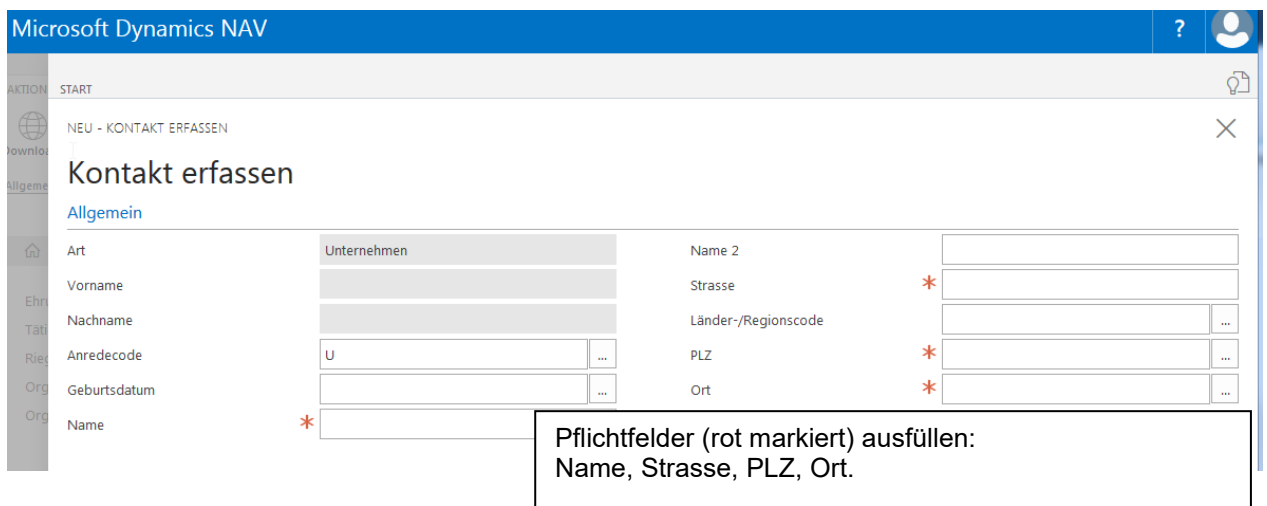 Microsoft Dynamics NAV
?
AKTION
START
NEU - KONTAKT ERFASSEN
Kontakt erfassen
Allgemein
Art
Unternehmen
Name 2
Vorname
Strasse
*
Nachname
Länder-/Regionscode
...
Anredecode
U
...
PLZ
*
...
Geburtsdatum
...
Ort
*
...
Name
*
Pflichtfelder (rot markiert) ausfüllen:
Name, Strasse, PLZ, Ort.